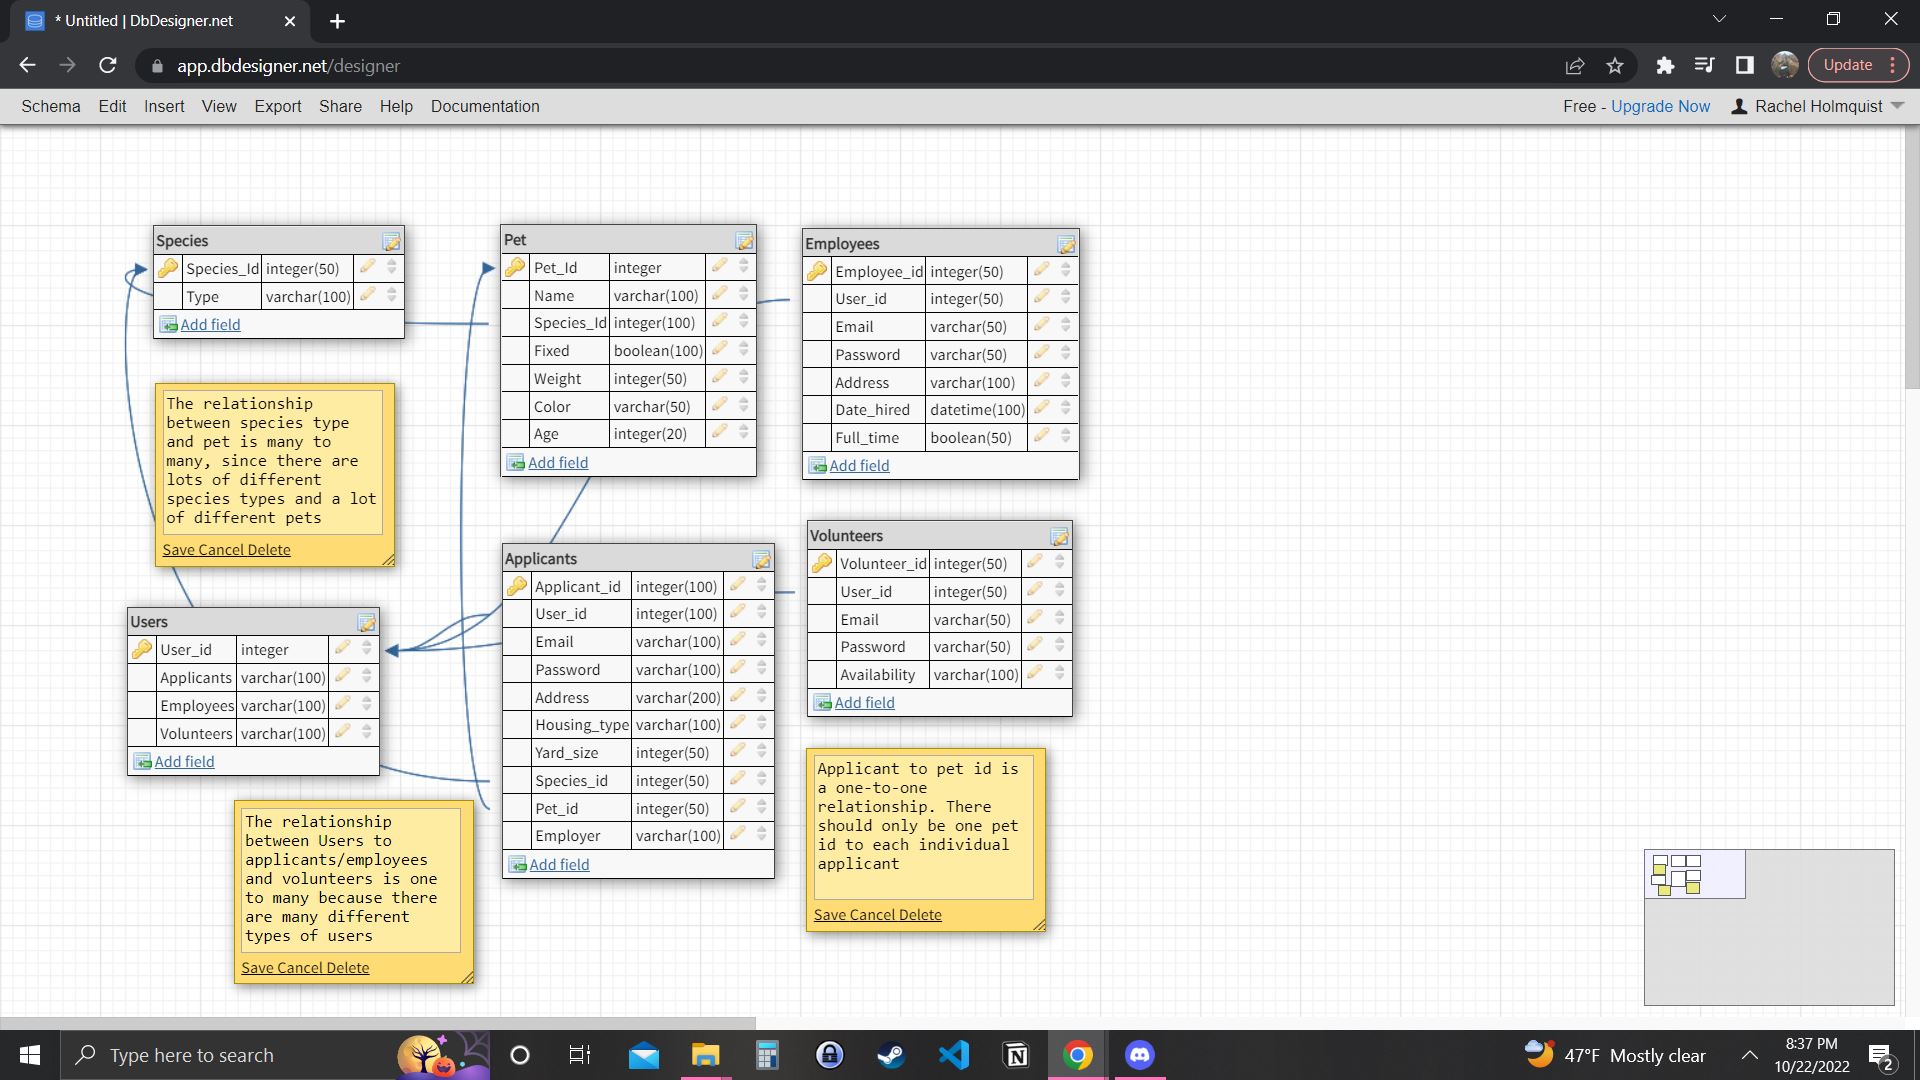 * Untitled | DbDesigner.net
app.dbdesigner.net/designer
Update
Schema Edit Insert View Export Share Help Documentation
Free - Upgrade Now Rachel Holmquist
Species
Species_Id integer(50)
Type varchar(100)
Add field
Pet
Pet_Id integer
Name varchar(100)
Species_Id integer(100)
Fixed boolean(100)
Weight integer(50)
Color varchar(50)
Age integer(20)
Add field
Employees
Employee_id integer(50)
User_id integer(50)
Email varchar(50)
Password varchar(50)
Address varchar(100)
Date_hired datetime(100)
Full_time boolean(50)
Add field
The relationship
between species type
and pet is many to
many, since there are
lots of different
species types and a lot
of different pets
Save Cancel Delete
Applicants
Applicant_id integer(100)
User_id integer(100)
Email varchar(100)
Password varchar(100)
Address varchar(200)
Housing_type varchar(100)
Yard_size integer(50)
Species_id integer(50)
Pet_id integer(50)
Employer varchar(100)
Add field
Volunteers
Volunteer_id integer(50)
User_id integer(50)
Email varchar(50)
Password varchar(50)
Availability varchar(100)
Add field
Users
User_id integer
Applicants varchar(100)
Employees varchar(100)
Volunteers varchar(100)
Add field
Applicant to pet id is
a one-to-one
relationship. There
should only be one pet
id to each individual
applicant
Save Cancel Delete
The relationship
between Users to
applicants/employees
and volunteers is one
to many because there
are many different
types of users
Save Cancel Delete
Type here to search
47°F Mostly clear
8:37 PM
10/22/2022
2